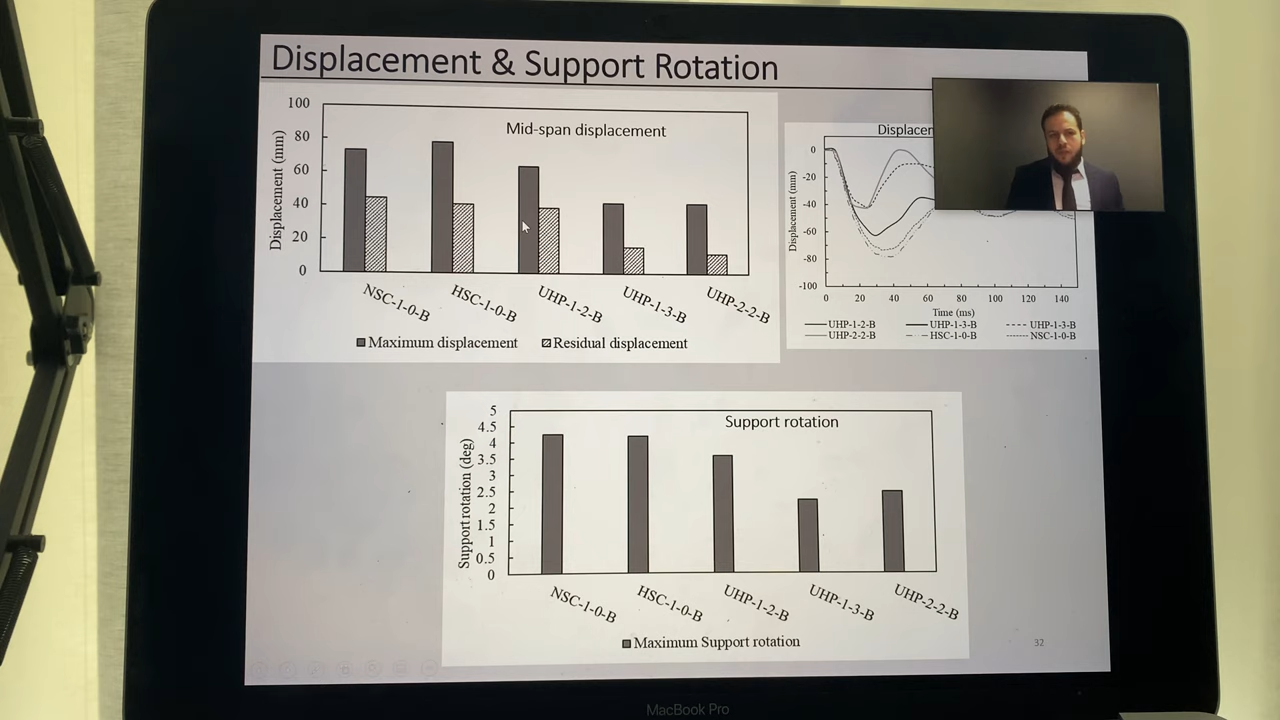 Displacement & Support Rotation
100
80
60
40
20
0
Displacement (mm)
Mid-span displacement
NSC-1-0-B
HSC-1-0-B
UHP-1-2-B
UHP-1-3-B
UHP-2-2-B
Maximum displacement
Residual displacement
Displacem
0
-20
-40
-60
-80
-100
Displacement (mm)
0 20 40 60 80 100 120 140
Time (ms)
UHP-1-2-B UHP-1-3-B UHP-1-3-B
UHP-2-2-B HSC-1-0-B NSC-1-0-B
5
4.5
4
3.5
3
2.5
2
1.5
1
0.5
0
Support rotation (deg)
Support rotation
NSC-1-0-B
HSC-1-0-B
UHP-1-2-B
UHP-1-3-B
UHP-2-2-B
Maximum Support rotation
32
MacBook Pro